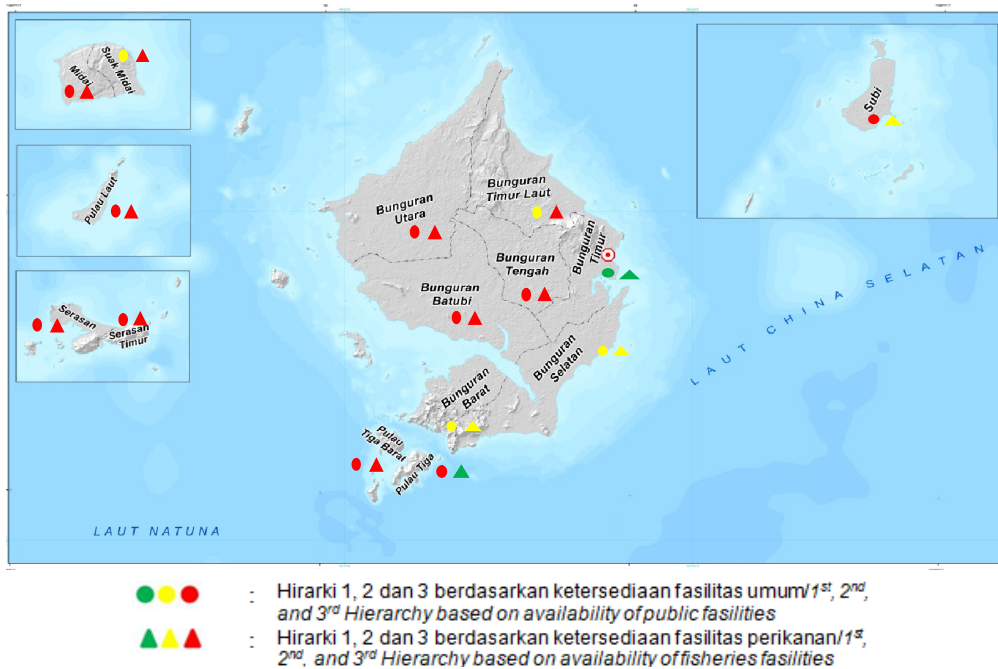 Midai
Suak Midai
Pulau Laut
Serasan
Serasan
Timur
Bunguran
Utara
Bunguran
Timur Laut
Bunguran
Timur
Bunguran
Tengah
Bunguran
Batubi
Bunguran
Selatan
Bunguran
Barat
Pulau
Tiga Barat
Pulau Tiga
Subi
LAUT CHINA SELATAN
LAUT NATUNA
: Hirarki 1, 2 dan 3 berdasarkan ketersediaan fasilitas umum/1st, 2nd,
and 3rd Hierarchy based on availability of public facilities
: Hirarki 1, 2 dan 3 berdasarkan ketersediaan fasilitas perikanan/1st,
2nd, and 3rd Hierarchy based on availability of fisheries facilities